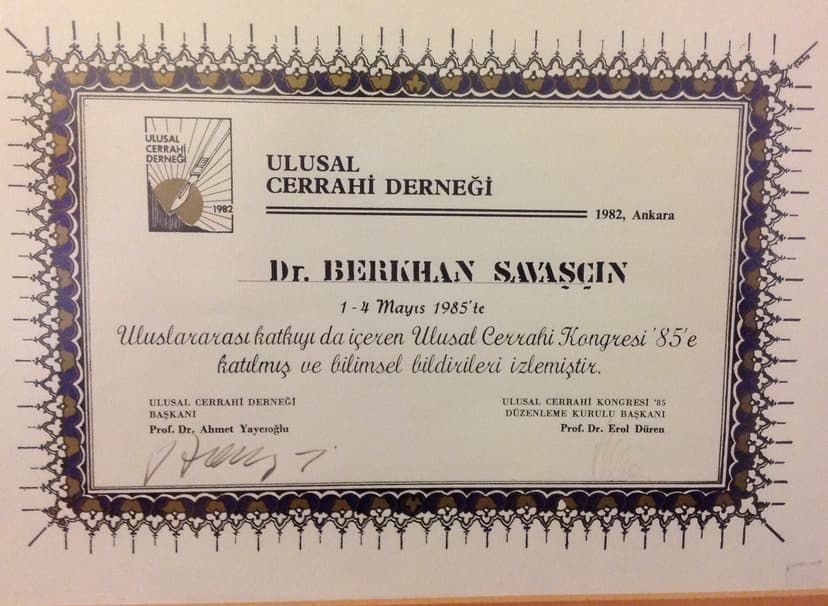 ULUSAL
CERRAHİ
DERNEĞİ
1982
ULUSAL
CERRAHİ DERNEĞİ
1982, Ankara
Dr. BERKHAN SAVAŞÇIN
1 - 4 Mayıs 1985'te
Uluslararası katkıyı da içeren Ulusal Cerrahi Kongresi '85'e
katılmış ve bilimsel bildirileri izlemiştir.
ULUSAL CERRAHİ DERNEĞİ
BAŞKANI
Prof. Dr. Ahmet Yaycıoğlu
ULUSAL CERRAHİ KONGRESİ '85
DÜZENLEME KURULU BAŞKANI
Prof. Dr. Erol Düren